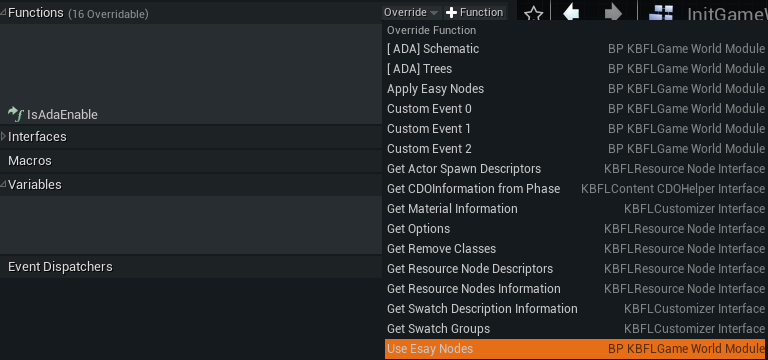 Functions (16 Overridable) Override + Function InitGameW
Override Function
[ ADA] Schematic BP KBFLGame World Module
[ ADA] Trees BP KBFLGame World Module
Apply Easy Nodes BP KBFLGame World Module
Custom Event 0 BP KBFLGame World Module
IsAdaEnable
Custom Event 1 BP KBFLGame World Module
Interfaces
Custom Event 2 BP KBFLGame World Module
Macros
Get Actor Spawn Descriptors KBFLResource Node Interface
Variables
Get CDOInformation from Phase KBFLContent CDOHelper Interface
Get Material Information KBFLCustomizer Interface
Get Options KBFLResource Node Interface
Get Remove Classes KBFLResource Node Interface
Event Dispatchers
Get Resource Node Descriptors KBFLResource Node Interface
Get Resource Nodes Information KBFLResource Node Interface
Get Swatch Description Information KBFLCustomizer Interface
Get Swatch Groups KBFLCustomizer Interface
Use Esay Nodes BP KBFLGame World Module